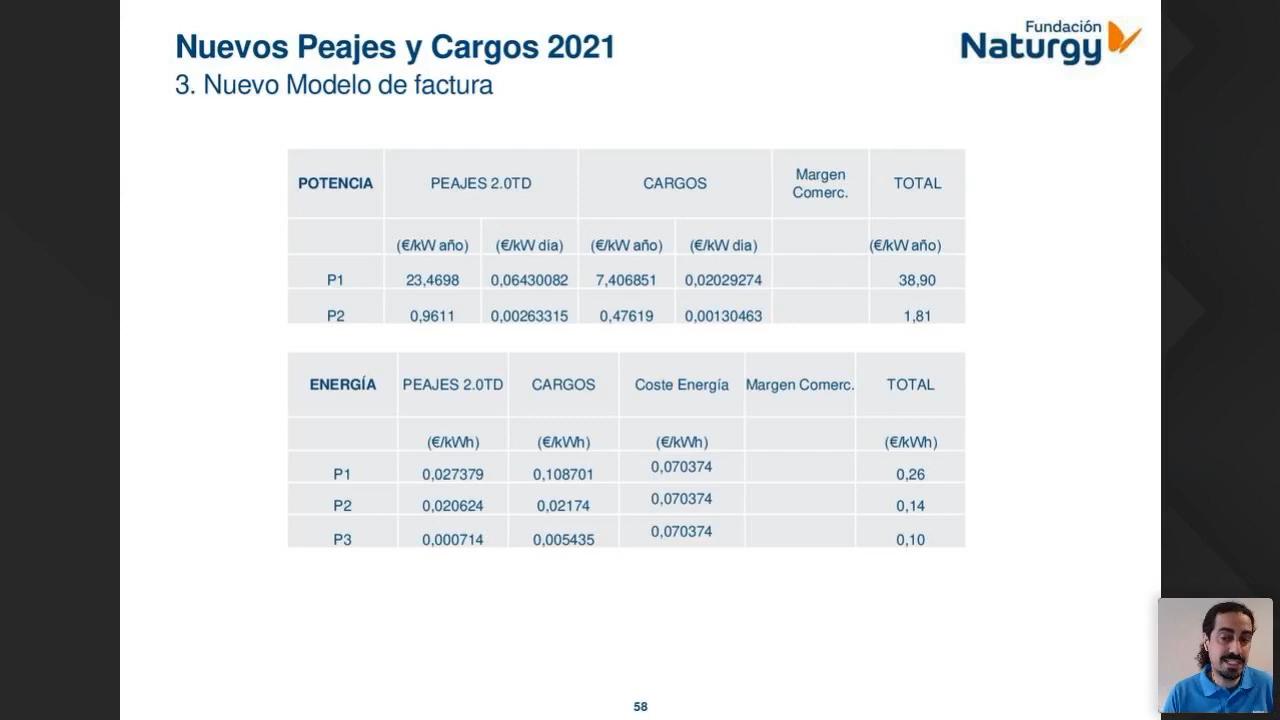 Nuevos Peajes y Cargos 2021
3. Nuevo Modelo de factura
Fundación
Naturgy
POTENCIA PEAJES 2.0TD CARGOS Margen Comerc. TOTAL
(€/kW año) (€/kW dia) (€/kW año) (€/kW dia) (€/kW año)
P1 23,4698 0,06430082 7,406851 0,02029274 38,90
P2 0,9611 0,00263315 0,47619 0,00130463 1,81
ENERGÍA PEAJES 2.0TD CARGOS Coste Energía Margen Comerc. TOTAL
(€/kWh) (€/kWh) (€/kWh) (€/kWh)
P1 0,027379 0,108701 0,070374 0,26
P2 0,020624 0,02174 0,070374 0,14
P3 0,000714 0,005435 0,070374 0,10
58